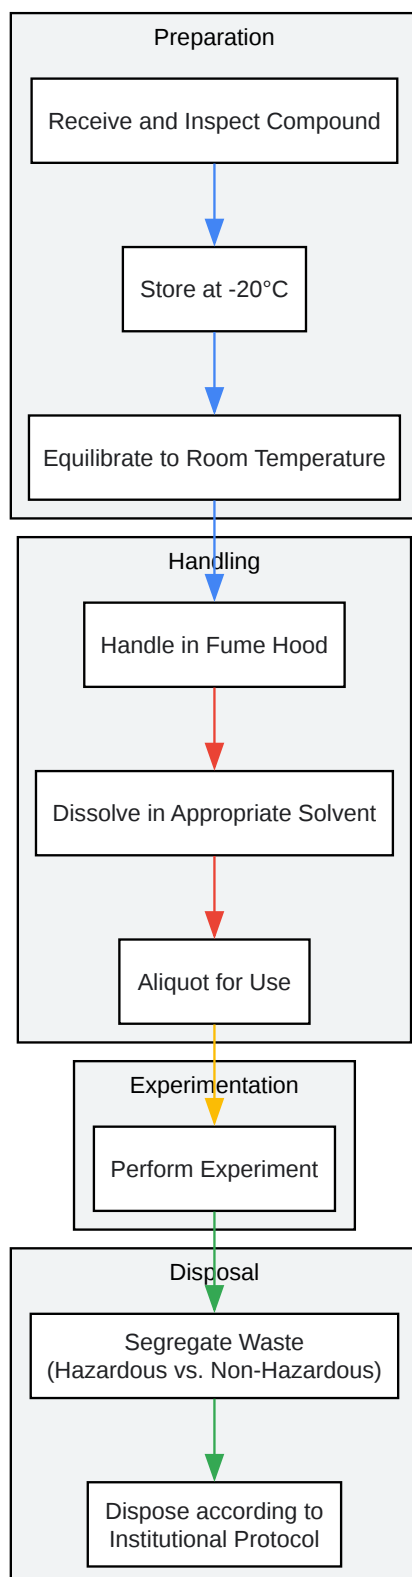 Preparation
Receive and Inspect Compound
Store at -20°C
Equilibrate to Room Temperature
Handling
Handle in Fume Hood
Dissolve in Appropriate Solvent
Aliquot for Use
Experimentation
Perform Experiment
Disposal
Segregate Waste
(Hazardous vs. Non-Hazardous)
Dispose according to
Institutional Protocol